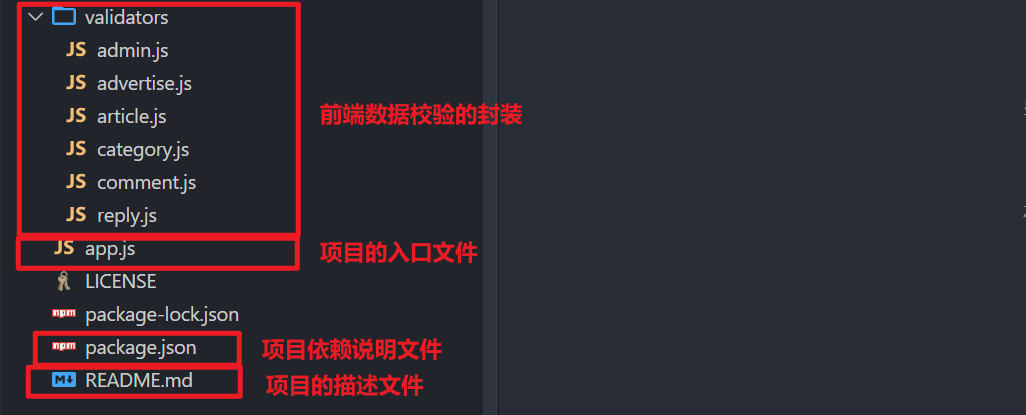 validators
JS admin.js
JS advertise.js
JS article.js
前端数据校验的封装
JS category.js
JS comment.js
JS reply.js
JS app.js
项目的入口文件
LICENSE
npm package-lock.json
npm package.json
项目依赖说明文件
M↓ README.md
项目的描述文件